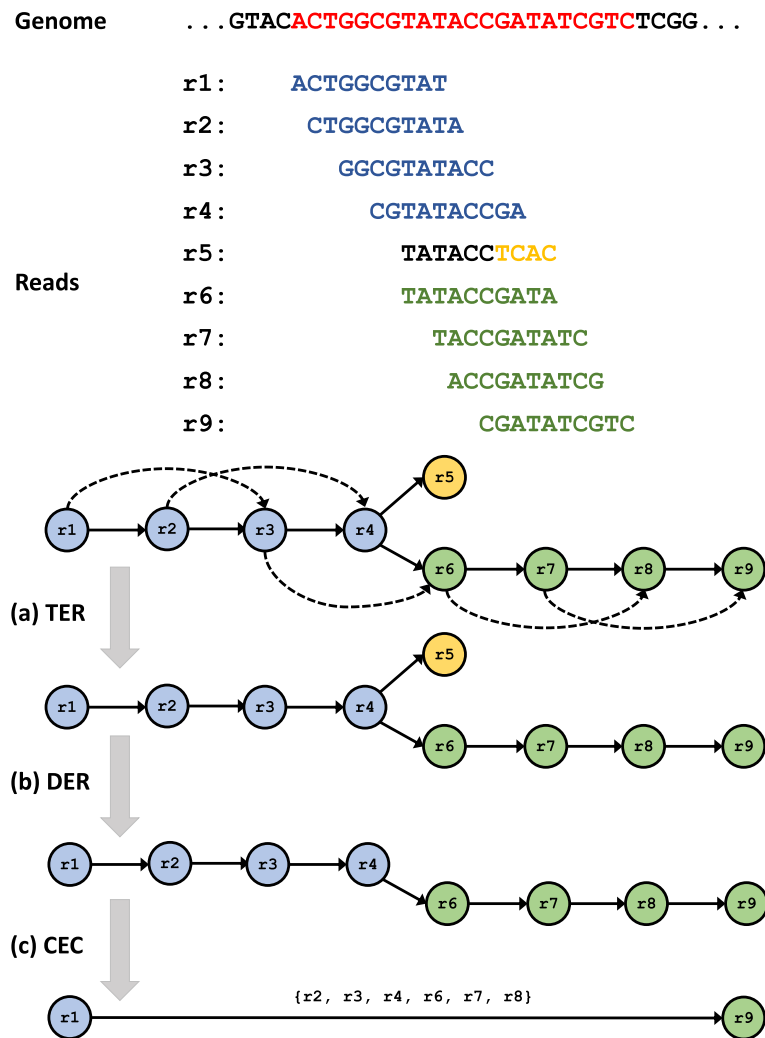 Genome ...GTACACTGGCGTATACCGATATCGTCTCGG...
r1: ACTGGCGTAT
r2: CTGGCGTATA
r3: GGCGTATACC
r4: CGTATACCGA
r5: TATACCTCAC
Reads
r6: TATACCGATA
r7: TACCGATATC
r8: ACCGATATCG
r9: CGATATCGTC
r5
r1 r2 r3 r4
r6 r7 r8 r9
(a) TER
r5
r1 r2 r3 r4
r6 r7 r8 r9
(b) DER
r1 r2 r3 r4
r6 r7 r8 r9
(c) CEC
{r2, r3, r4, r6, r7, r8}
r1 r9